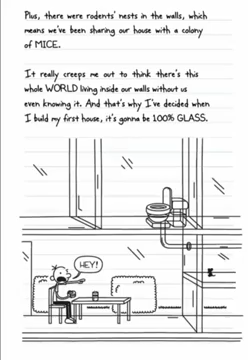 Plus, there were rodents' nests in the walls, which
means we've been sharing our house with a colony
of MICE.
It really creeps me out to think there's this
whole WORLD living inside our walls without us
even knowing it. And that's why I've decided when
I build my first house, it's gonna be 100% GLASS.
HEY!